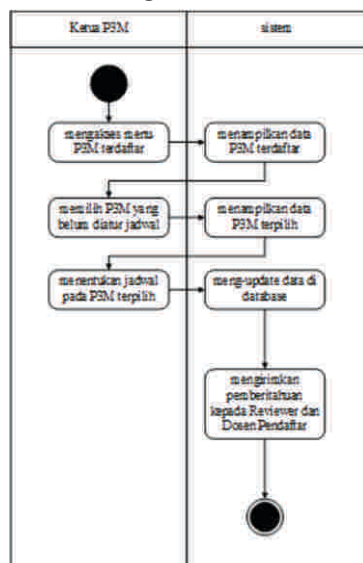 Ketua P3M
sistem
mengakses menu
P3M terdaftar
menampilkan data
P3M terdaftar
memilih P3M yang
belum diatur jadwal
menampilkan data
P3M terpilih
menentukan jadwal
pada P3M terpilih
meng-update data di
database
mengirimkan
pemberitahuan
kepada Reviewer dan
Dosen Pendaftar